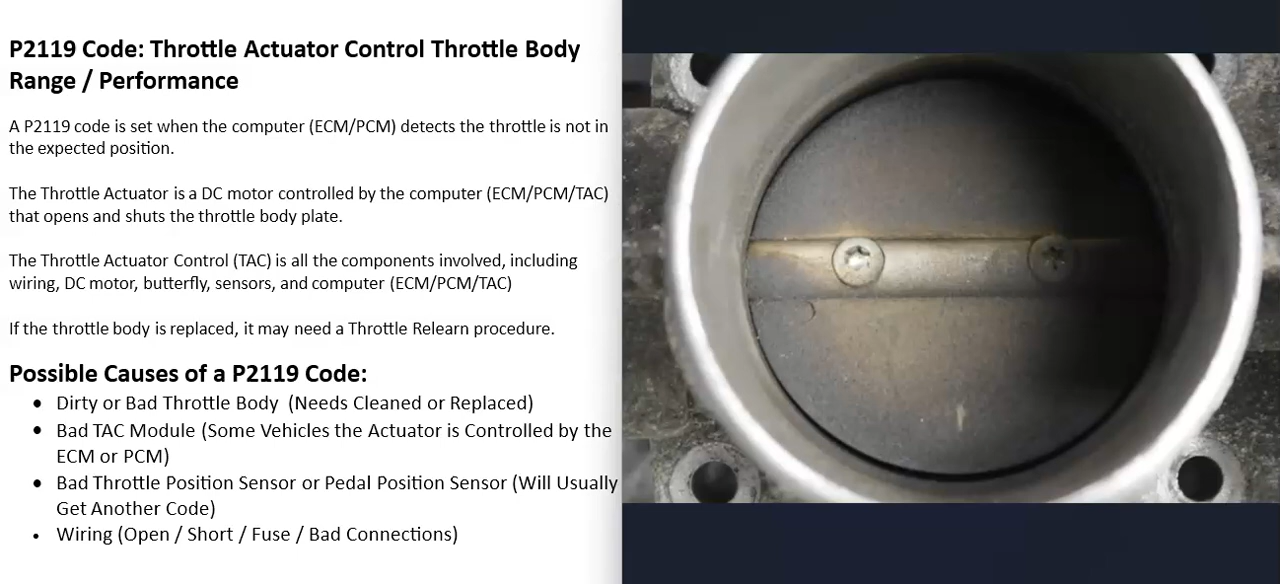 P2119 Code: Throttle Actuator Control Throttle Body
Range / Performance
A P2119 code is set when the computer (ECM/PCM) detects the throttle is not in
the expected position.
The Throttle Actuator is a DC motor controlled by the computer (ECM/PCM/TAC)
that opens and shuts the throttle body plate.
The Throttle Actuator Control (TAC) is all the components involved, including
wiring, DC motor, butterfly, sensors, and computer (ECM/PCM/TAC)
If the throttle body is replaced, it may need a Throttle Relearn procedure.
Possible Causes of a P2119 Code:
• Dirty or Bad Throttle Body (Needs Cleaned or Replaced)
• Bad TAC Module (Some Vehicles the Actuator is Controlled by the
ECM or PCM)
• Bad Throttle Position Sensor or Pedal Position Sensor (Will Usually
Get Another Code)
• Wiring (Open / Short / Fuse / Bad Connections)